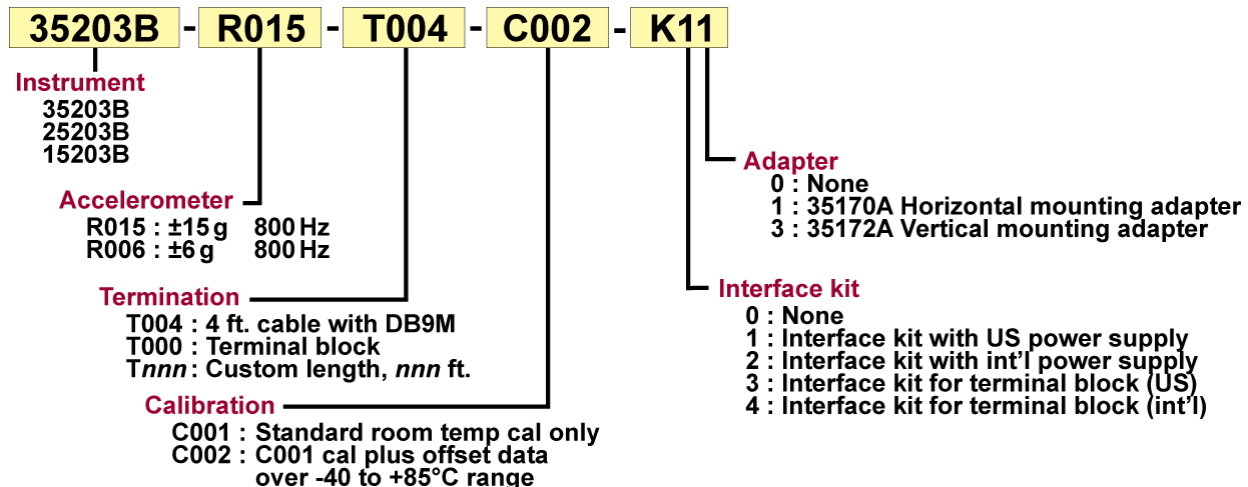 35203B - R015 - T004 - C002 - K11
Instrument
35203B
25203B
15203B
Accelerometer
R015 : ±15 g 800 Hz
R006 : ±6 g 800 Hz
Termination
T004 : 4 ft. cable with DB9M
T000 : Terminal block
Tnnn : Custom length, nnn ft.
Calibration
C001 : Standard room temp cal only
C002 : C001 cal plus offset data
over -40 to +85°C range
Adapter
0 : None
1 : 35170A Horizontal mounting adapter
3 : 35172A Vertical mounting adapter
Interface kit
0 : None
1 : Interface kit with US power supply
2 : Interface kit with int'l power supply
3 : Interface kit for terminal block (US)
4 : Interface kit for terminal block (int'l)